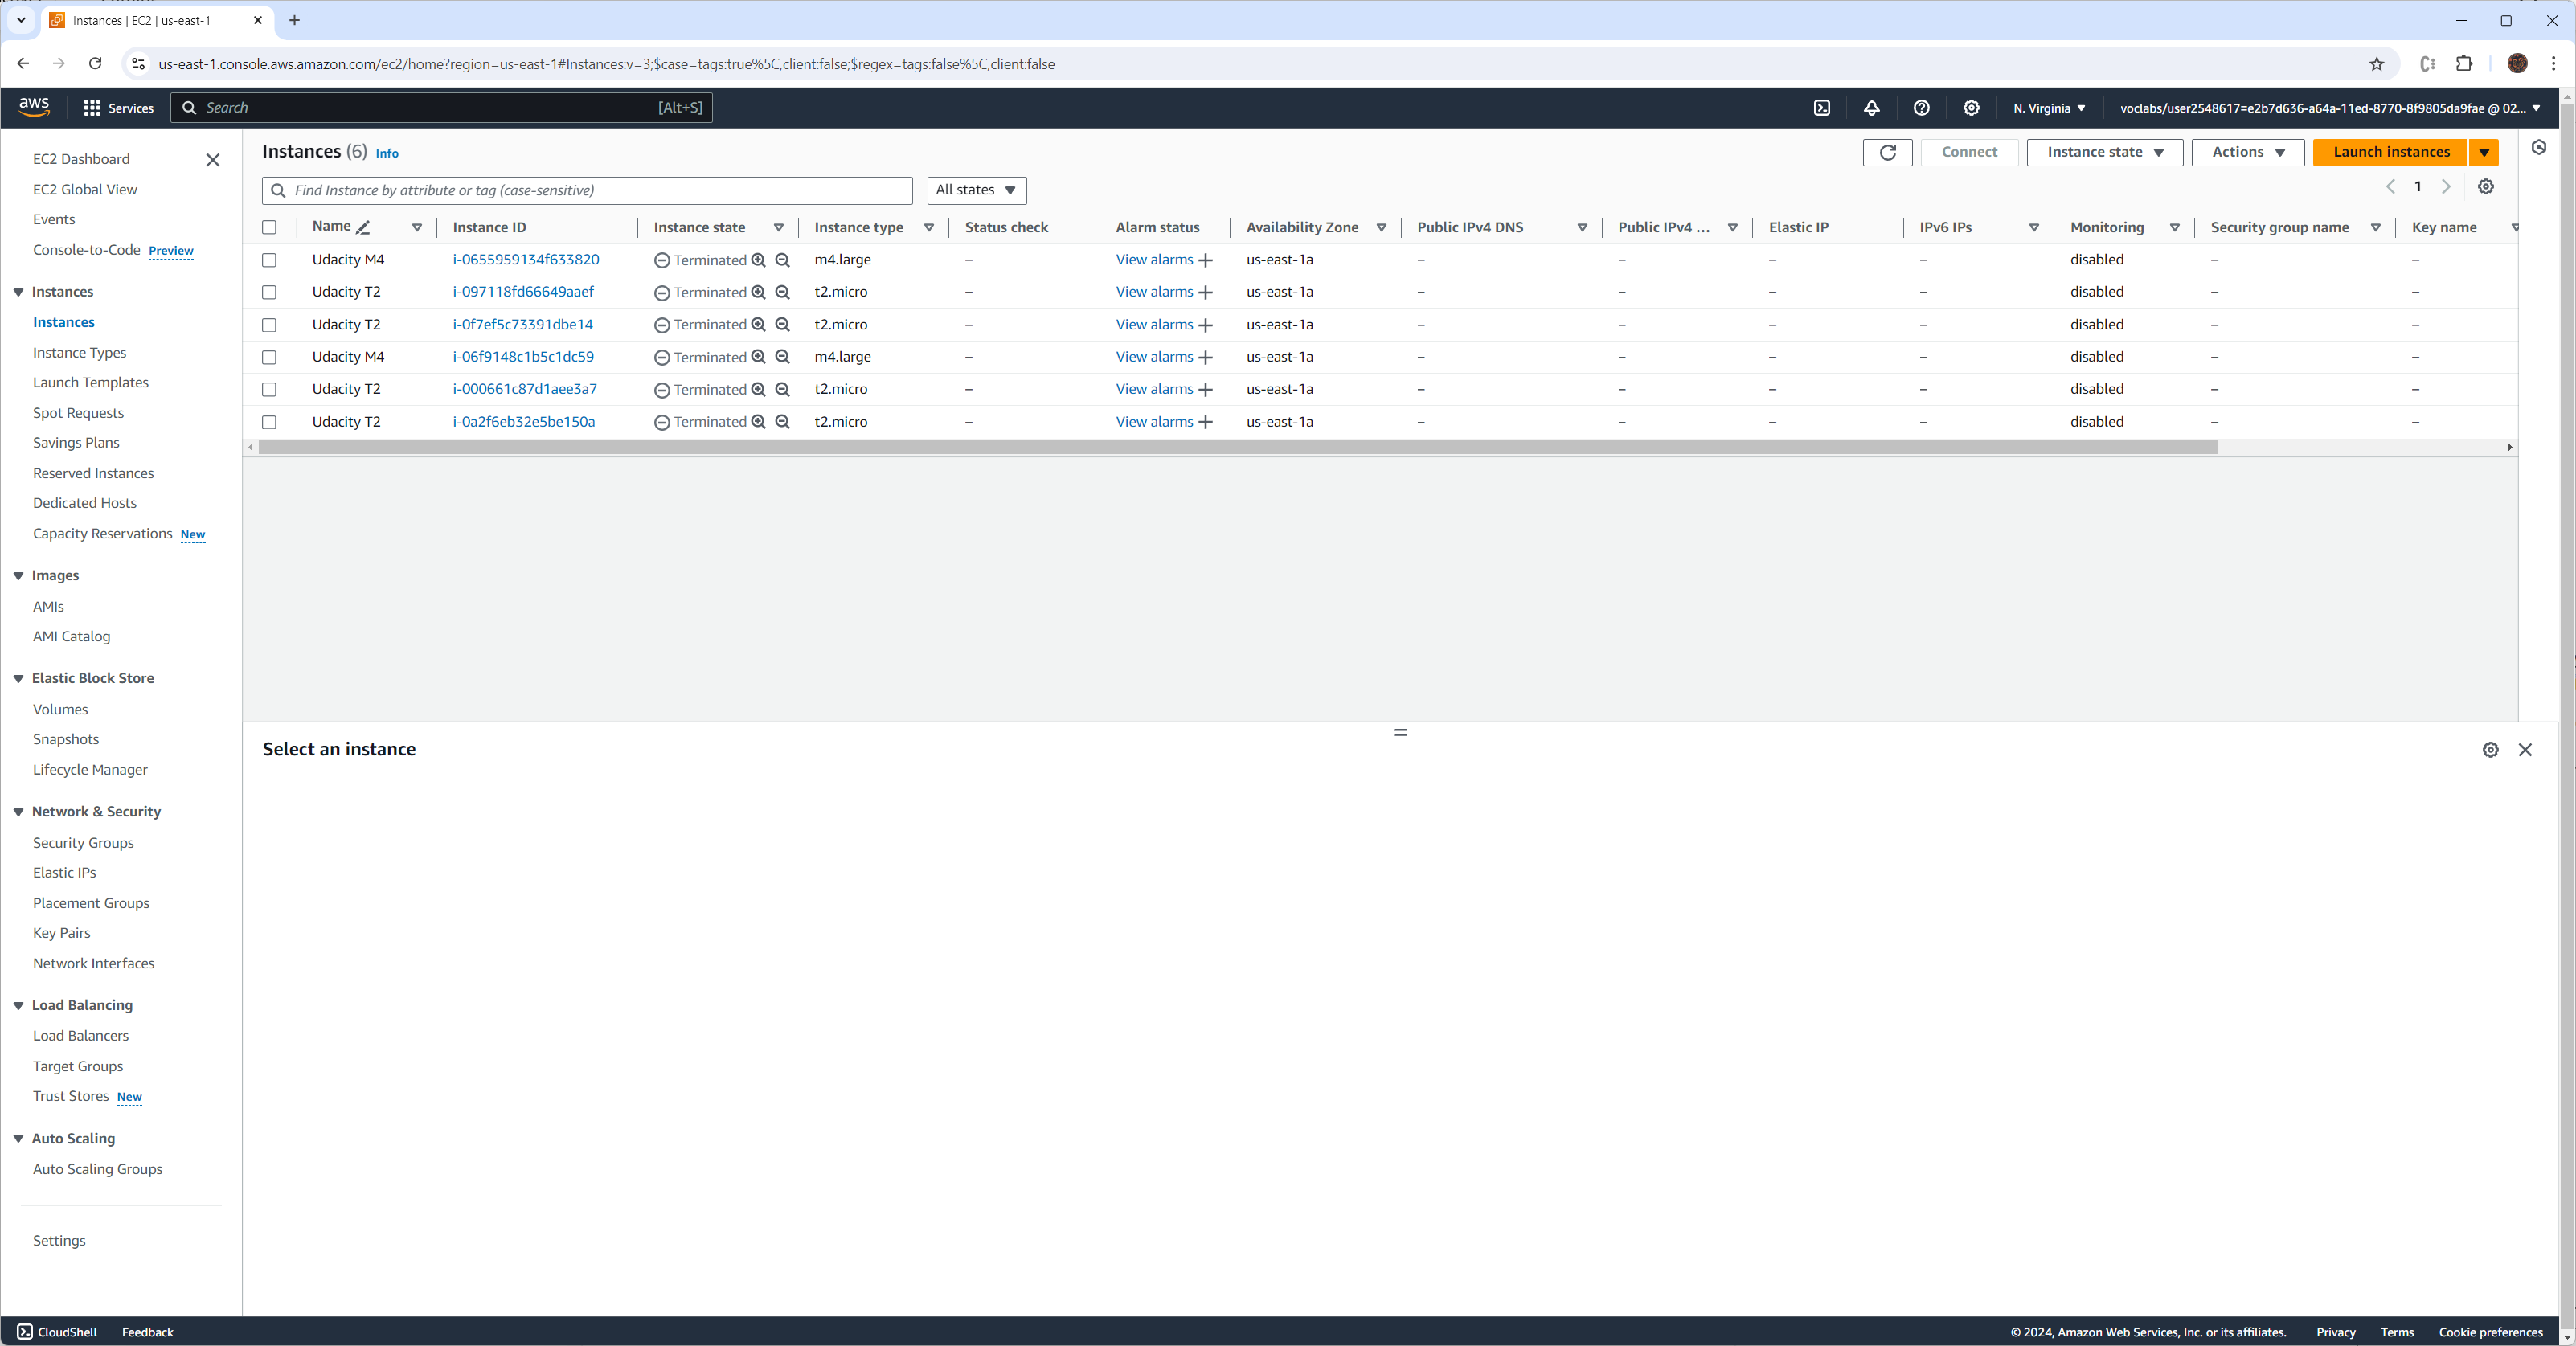 Instances | EC2 | us-east-1
us-east-1.console.aws.amazon.com/ec2/home?region=us-east-1#Instances:v=3;$case=tags:true%5C,client:false;$regex=tags:false%5C,client:false
aws Services Search [Alt+S] N. Virginia voclabs/user2548617=e2b7d636-a64a-11ed-8770-8f9805da9fae @ 02...
EC2 Dashboard
EC2 Global View
Events
Console-to-Code Preview
Instances
Instances
Instance Types
Launch Templates
Spot Requests
Savings Plans
Reserved Instances
Dedicated Hosts
Capacity Reservations New
Images
AMIs
AMI Catalog
Elastic Block Store
Volumes
Snapshots
Lifecycle Manager
Network & Security
Security Groups
Elastic IPs
Placement Groups
Key Pairs
Network Interfaces
Load Balancing
Load Balancers
Target Groups
Trust Stores New
Auto Scaling
Auto Scaling Groups
Settings
Instances (6) Info Connect Instance state Actions Launch instances
Find Instance by attribute or tag (case-sensitive) All states 1
Name Instance ID Instance state Instance type Status check Alarm status Availability Zone Public IPv4 DNS Public IPv4 ... Elastic IP IPv6 IPs Monitoring Security group name Key name
Udacity M4 i-0655959134f633820 Terminated m4.large – View alarms + us-east-1a – – – – disabled – –
Udacity T2 i-097118fd66649aaef Terminated t2.micro – View alarms + us-east-1a – – – – disabled – –
Udacity T2 i-0f7ef5c73391dbe14 Terminated t2.micro – View alarms + us-east-1a – – – – disabled – –
Udacity M4 i-06f9148c1b5c1dc59 Terminated m4.large – View alarms + us-east-1a – – – – disabled – –
Udacity T2 i-000661c87d1aee3a7 Terminated t2.micro – View alarms + us-east-1a – – – – disabled – –
Udacity T2 i-0a2f6eb32e5be150a Terminated t2.micro – View alarms + us-east-1a – – – – disabled – –
Select an instance
CloudShell Feedback © 2024, Amazon Web Services, Inc. or its affiliates. Privacy Terms Cookie preferences